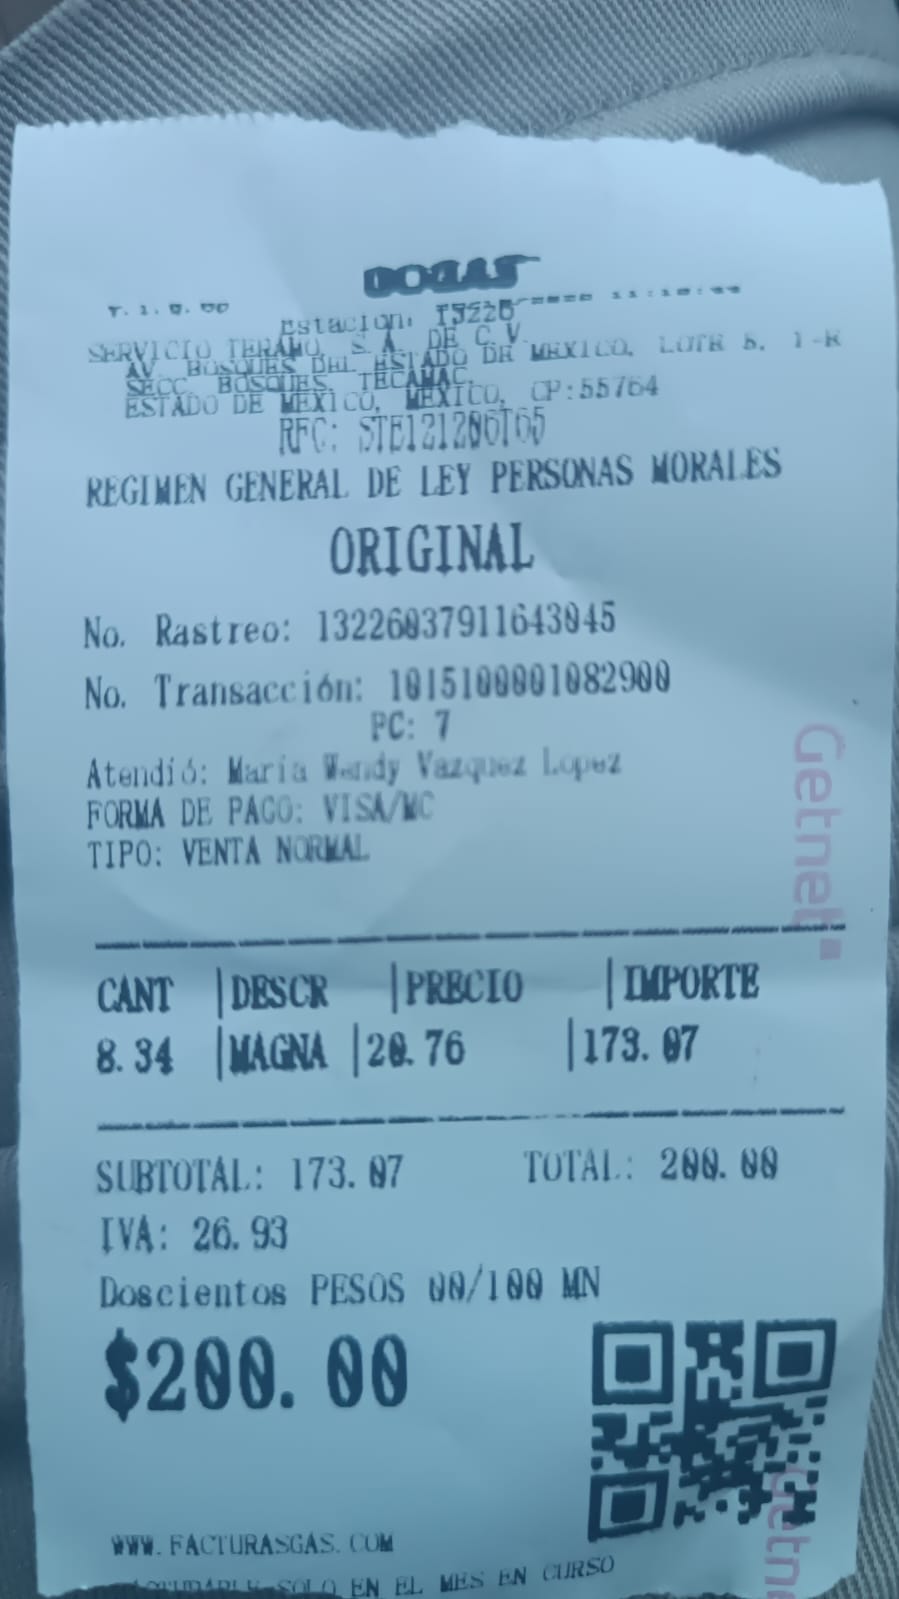 Estacion: 13226
SERVICIO TERAMO, S. A. DE C. V.
AV. BOSQUES DEL ESTADO DE MEXICO, LOTE 1-R
SECC. BOSQUES, TECAMAC,
ESTADO DE MEXICO, MEXICO, CP:55764
RFC: STE121206T65
REGIMEN GENERAL DE LEY PERSONAS MORALES
ORIGINAL
No. Rastreo: 13226037911643045
No. Transacción: 1015100001082900
PC: 7
Atendió: Maria Wendy Vazquez Lopez
FORMA DE PAGO: VISA/MC
TIPO: VENTA NORMAL
Getnet
CANT |DESCR |PRECIO |IMPORTE
8.34 |MAGNA |20.76 |173.07
SUBTOTAL: 173.07 TOTAL: 200.00
IVA: 26.93
Doscientos PESOS 00/100 MN
$200.00
Getne
WWW.FACTURASGAS.COM
SOLO EN EL MES EN CURSO